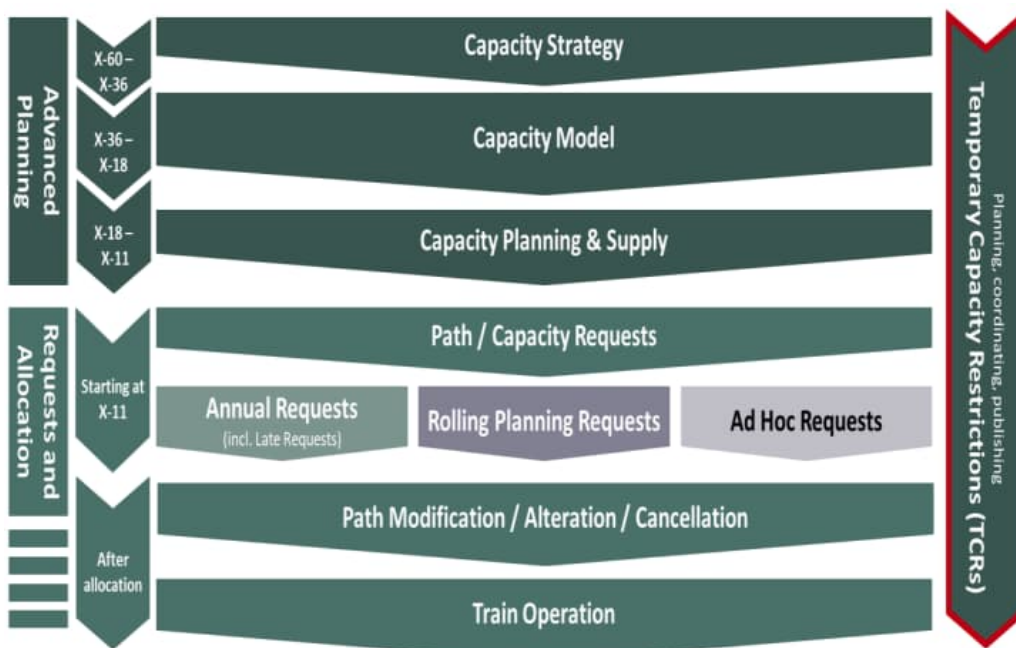 Capacity Strategy
X-60 –
X-36
Advanced
Planning
Capacity Model
X-36 –
X-18
Capacity Planning & Supply
X-18 –
X-11
Path / Capacity Requests
Requests and
Allocation
Starting at
X-11
Annual Requests
(incl. Late Requests)
Rolling Planning Requests
Ad Hoc Requests
Path Modification / Alteration / Cancellation
After
allocation
Train Operation
Planning, coordinating, publishing
Temporary Capacity Restrictions (TCRs)